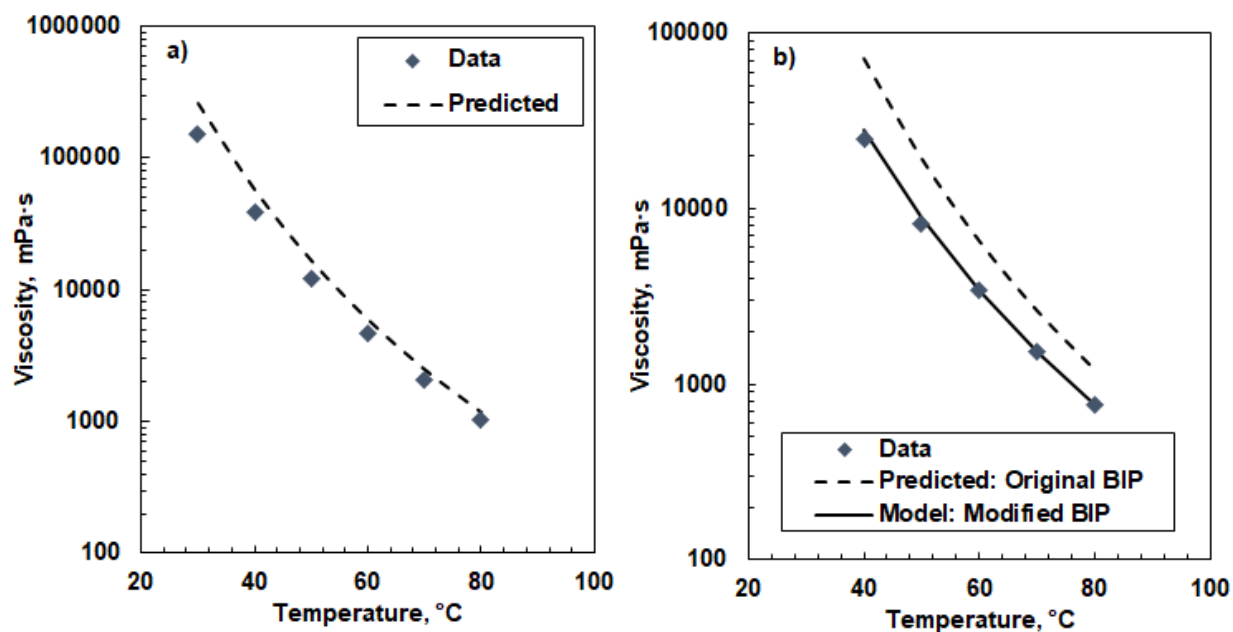 a)
Data
Predicted
1000000
100000
10000
1000
100
20 40 60 80 100
Viscosity, mPa·s
Temperature, °C
b)
100000
10000
1000
100
20 40 60 80 100
Viscosity, mPa·s
Temperature, °C
Data
Predicted: Original BIP
Model: Modified BIP